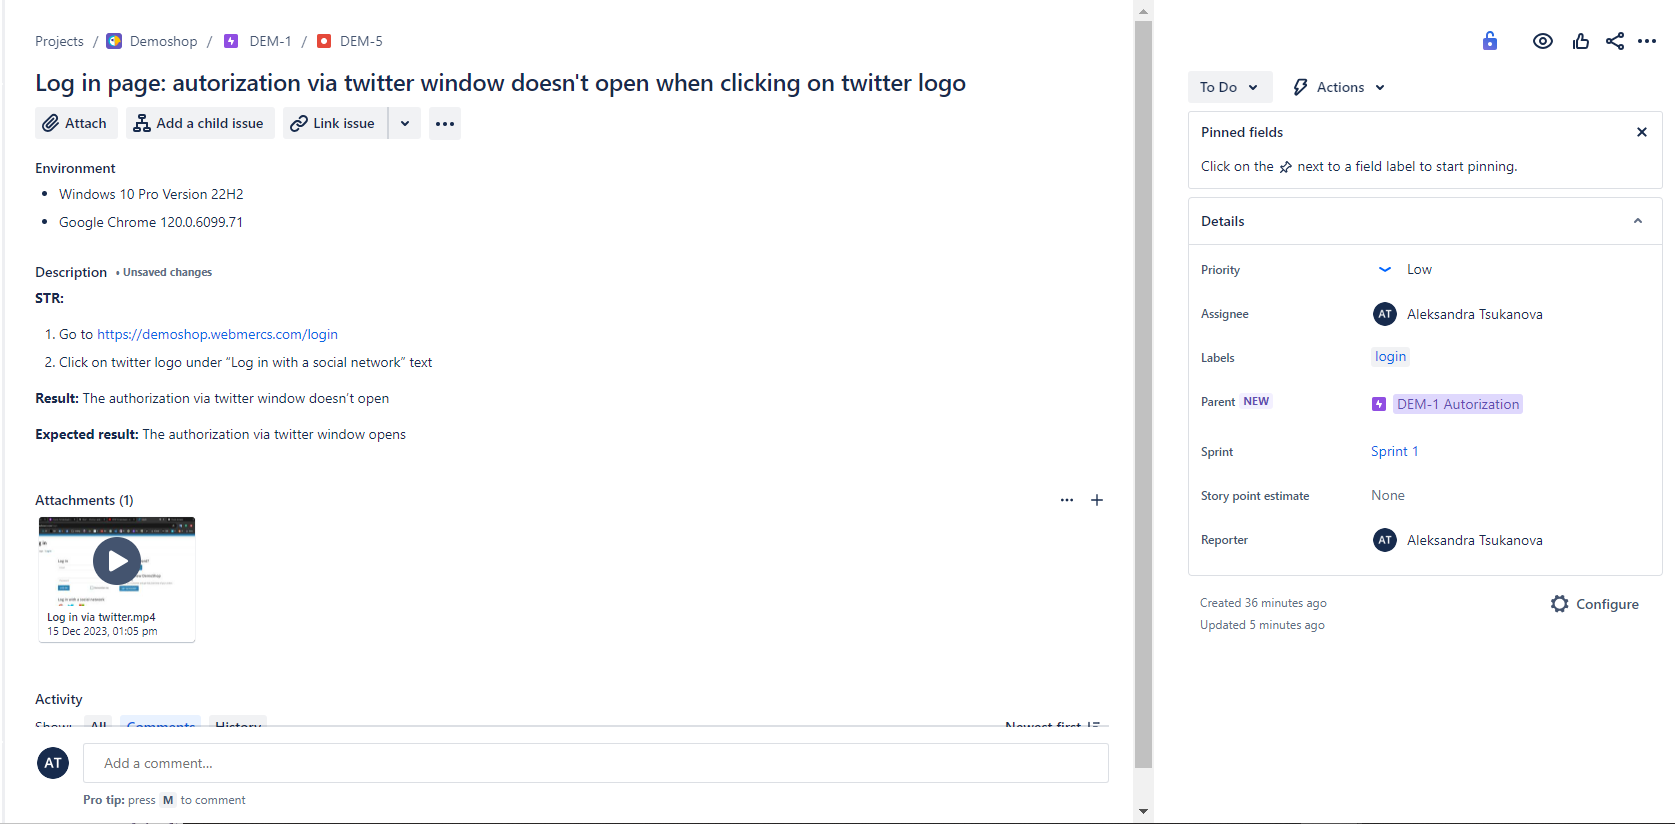 Projects / Demoshop / DEM-1 / DEM-5
Log in page: autorization via twitter window doesn't open when clicking on twitter logo
Attach Add a child issue Link issue
Environment
Windows 10 Pro Version 22H2
Google Chrome 120.0.6099.71
Description • Unsaved changes
STR:
1. Go to https://demoshop.webmercs.com/login
2. Click on twitter logo under “Log in with a social network” text
Result: The authorization via twitter window doesn’t open
Expected result: The authorization via twitter window opens
Attachments (1)
Log in via twitter.mp4
15 Dec 2023, 01:05 pm
Activity
Show: All Comments History Newest first
AT Add a comment...
Pro tip: press M to comment
To Do Actions
Pinned fields
Click on the next to a field label to start pinning.
Details
Priority Low
Assignee AT Aleksandra Tsukanova
Labels login
Parent NEW DEM-1 Autorization
Sprint Sprint 1
Story point estimate None
Reporter AT Aleksandra Tsukanova
Created 36 minutes ago
Configure
Updated 5 minutes ago